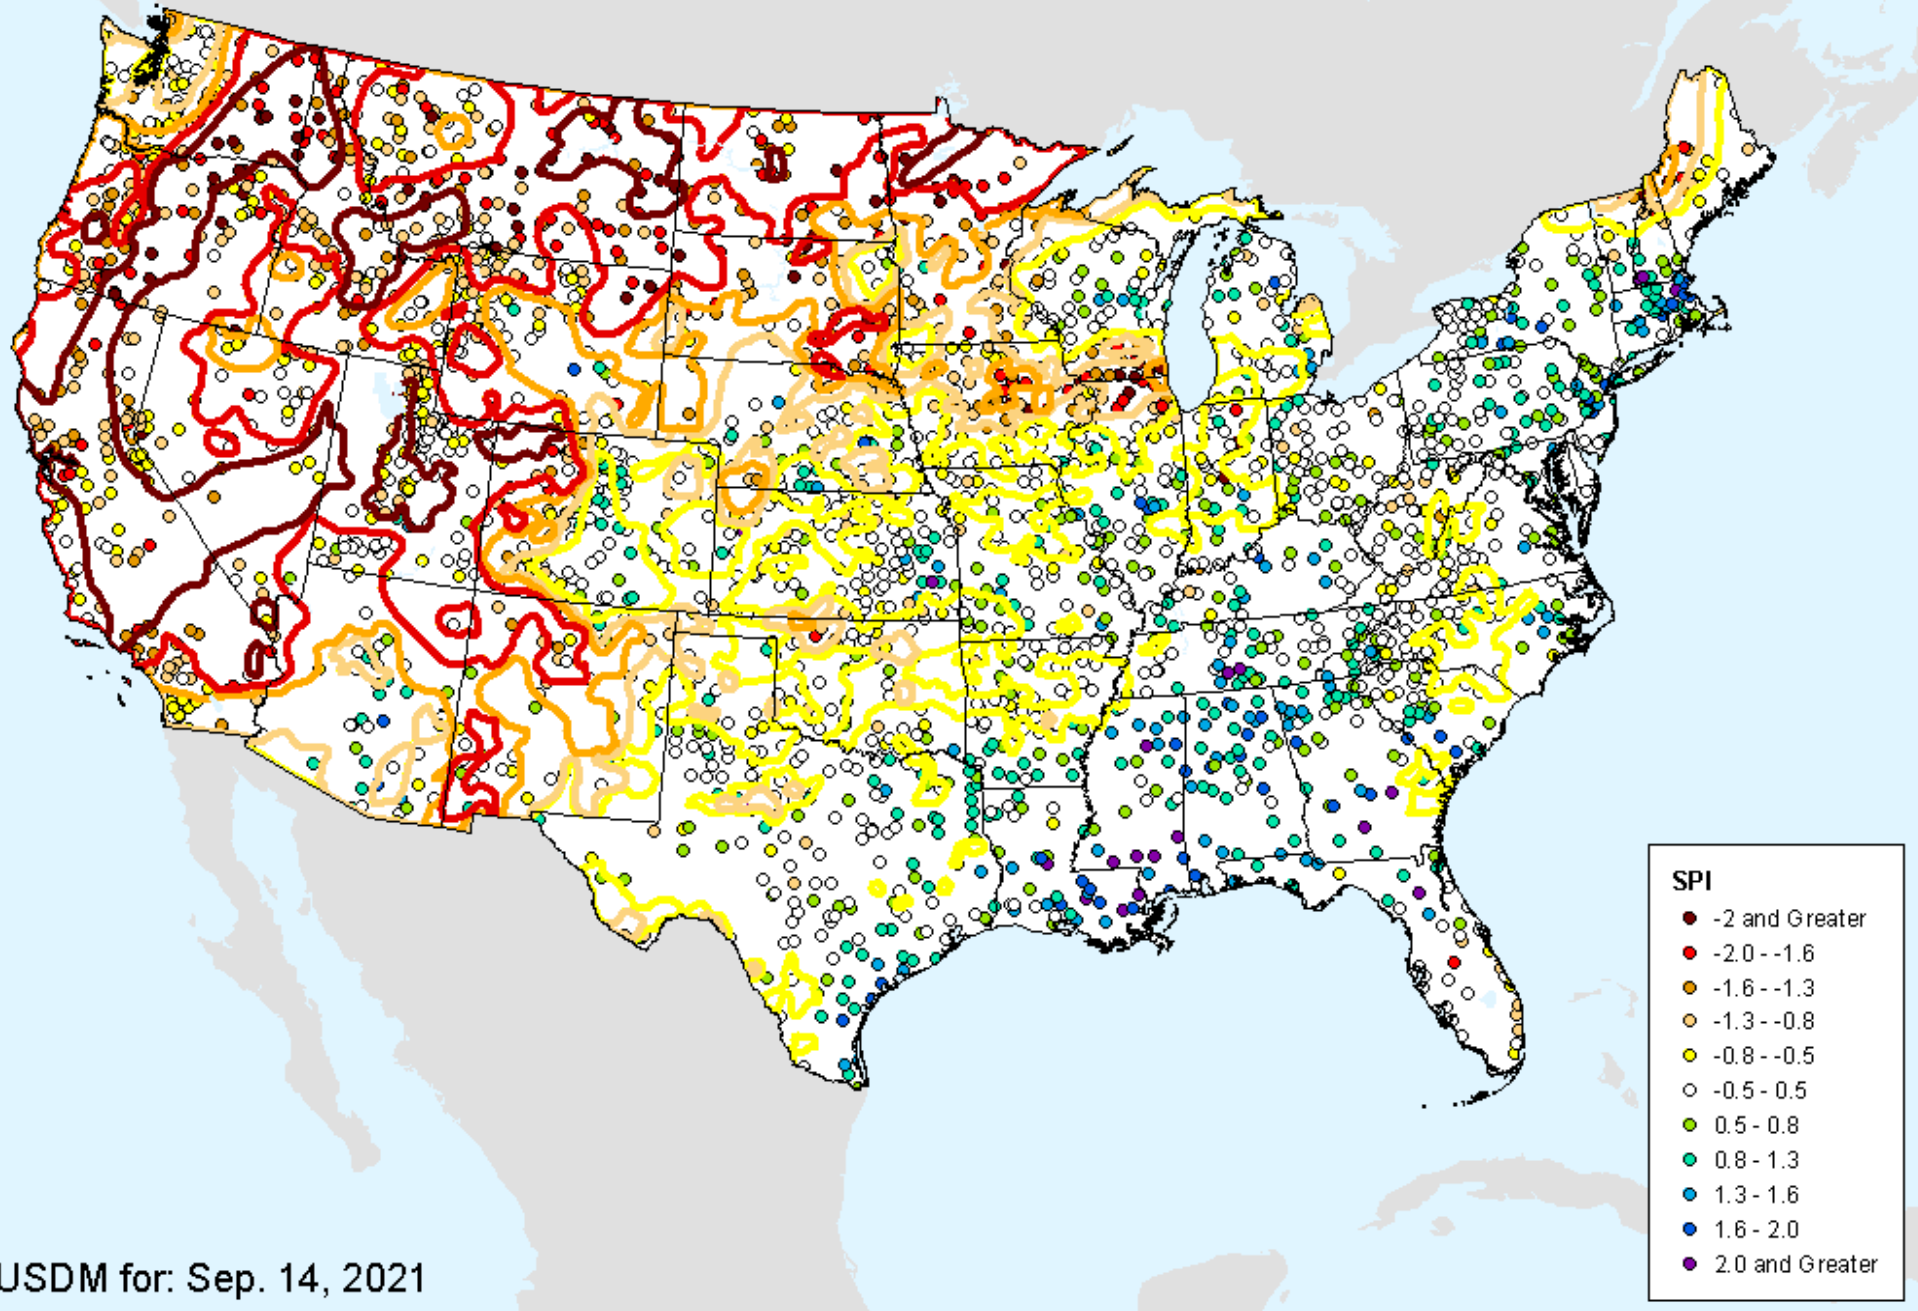 SPI
-2 and Greater
-2.0 - -1.6
-1.6 - -1.3
-1.3 - -0.8
-0.8 - -0.5
-0.5 - 0.5
0.5 - 0.8
0.8 - 1.3
1.3 - 1.6
1.6 - 2.0
2.0 and Greater
USDM for: Sep. 14, 2021